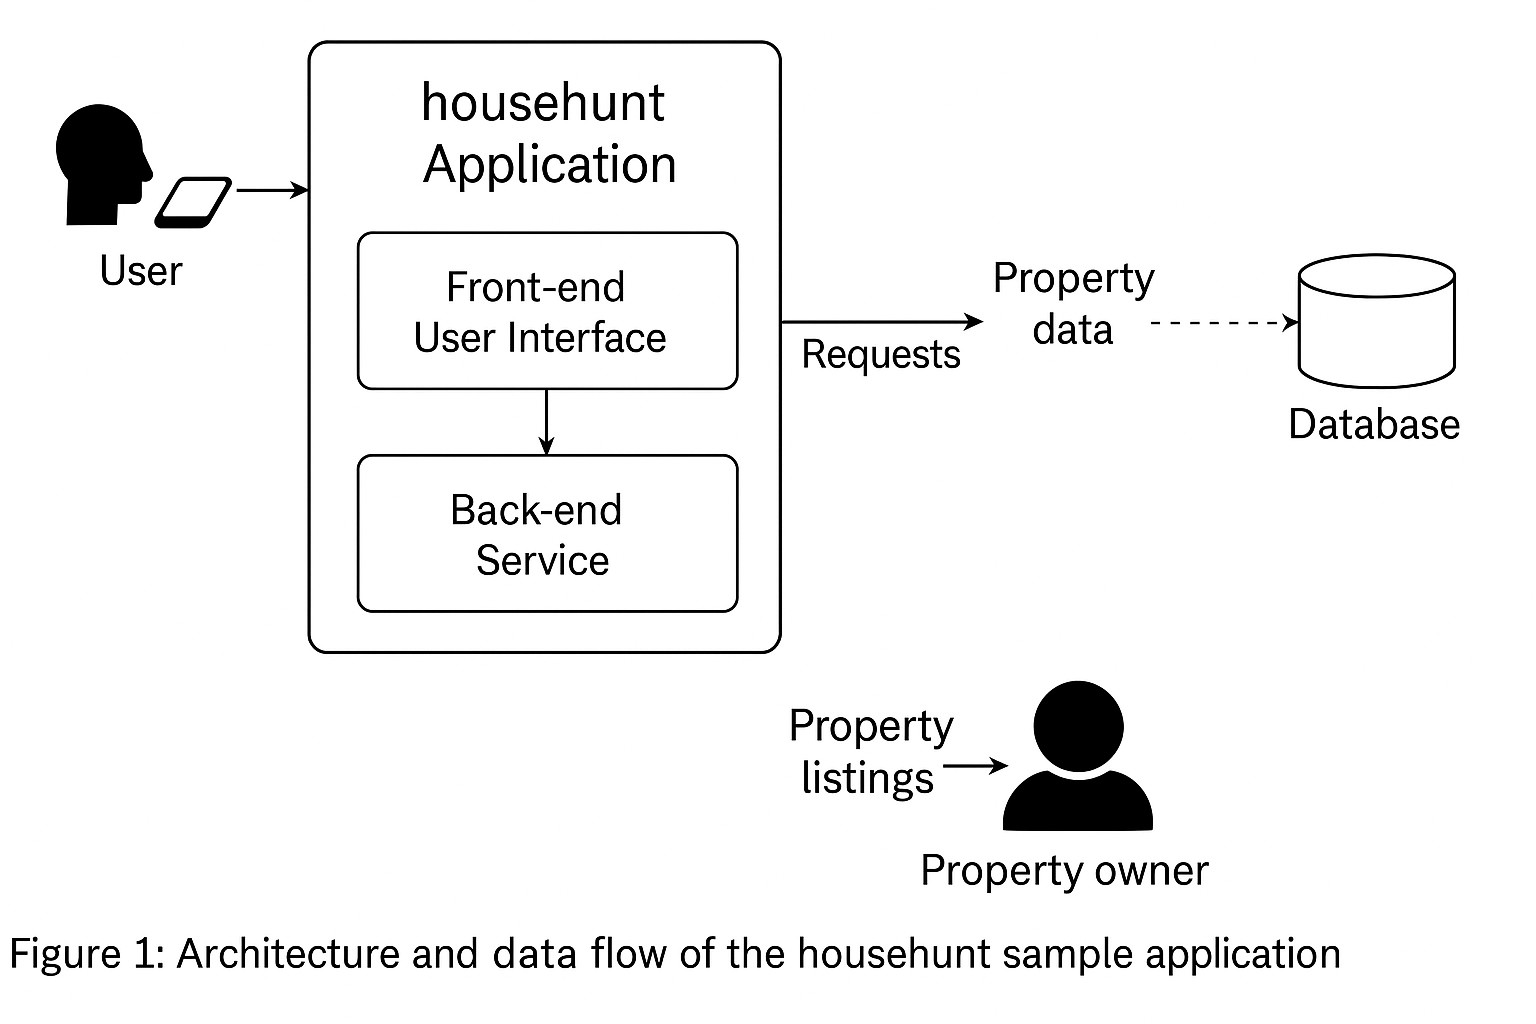 househunt
Application
User
Front-end
User Interface
Back-end
Service
Requests
Property
data
Database
Property
listings
Property owner
Figure 1: Architecture and data flow of the househunt sample application